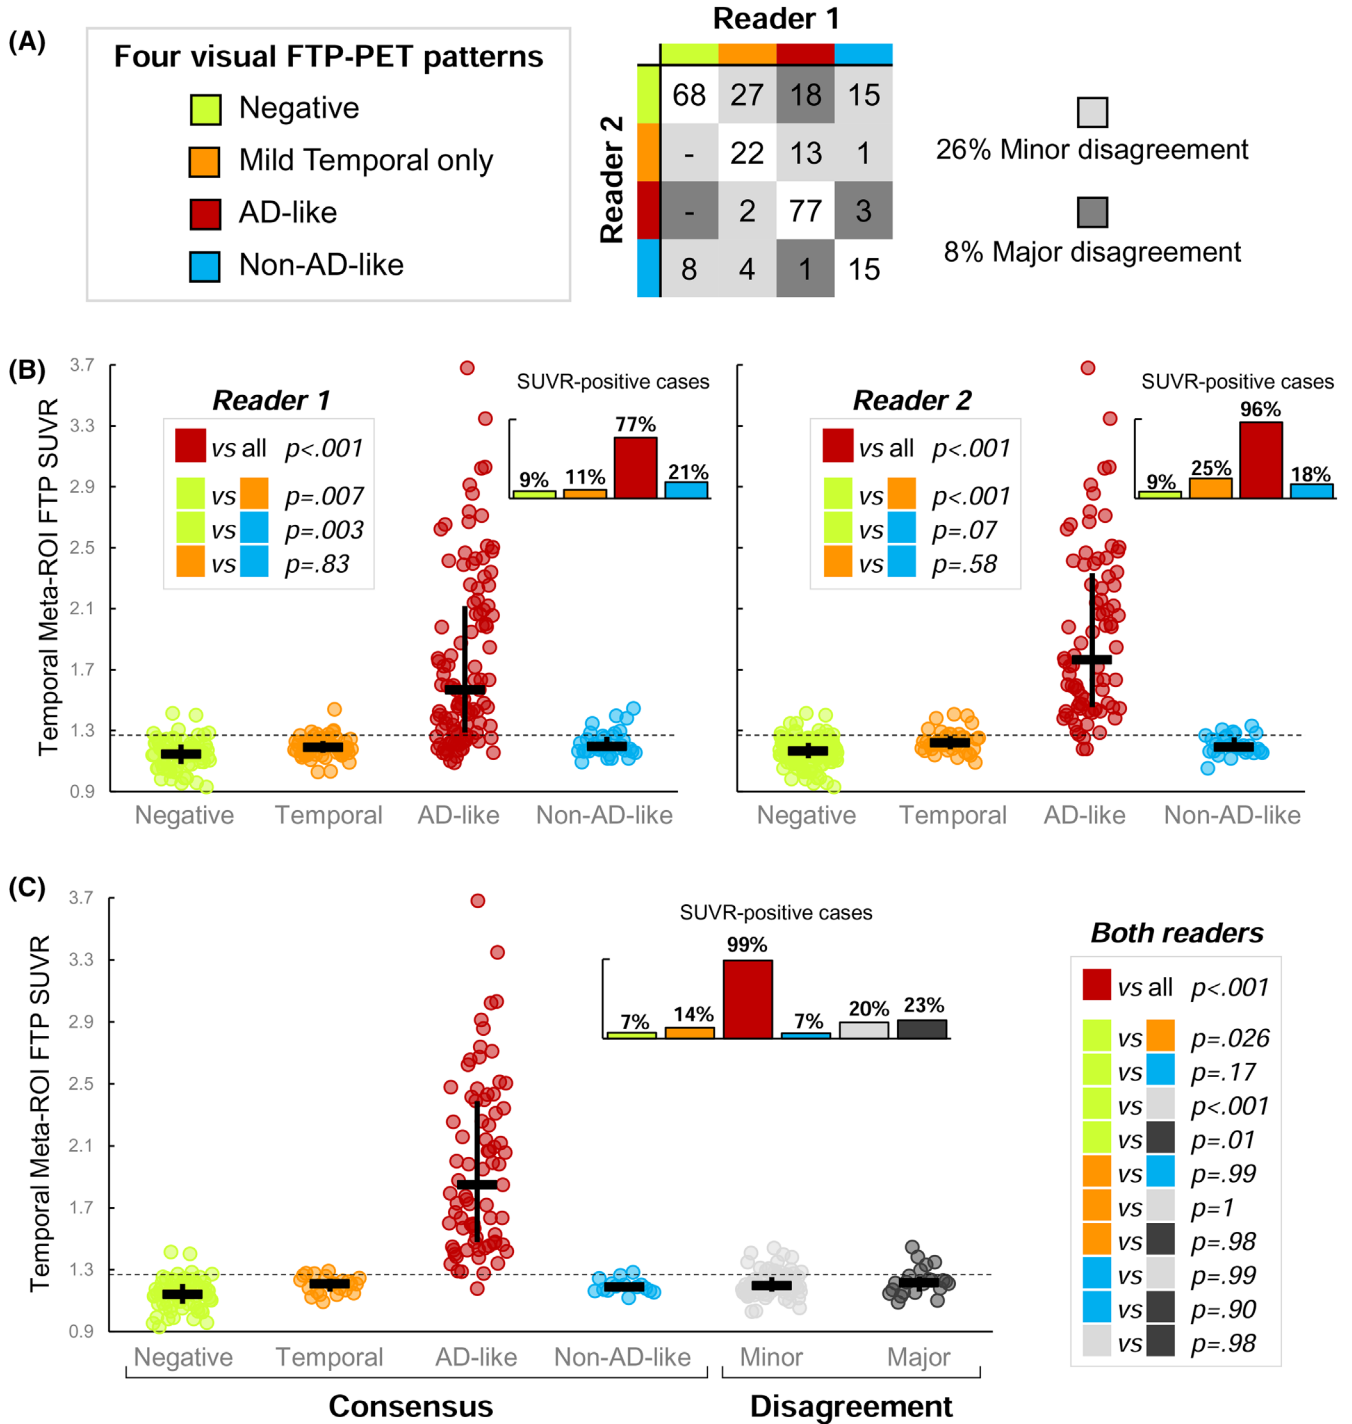 (A)
Four visual FTP-PET patterns
Negative
Mild Temporal only
AD-like
Non-AD-like
Reader 1
Reader 2
68 27 18 15
- 22 13 1
- 2 77 3
8 4 1 15
26% Minor disagreement
8% Major disagreement
(B)
Temporal Meta-ROI FTP SUVR
3.7
3.3
2.9
2.5
2.1
1.7
1.3
0.9
Reader 1
vs all p<.001
vs p=.007
vs p=.003
vs p=.83
SUVR-positive cases
9% 11% 77% 21%
Negative Temporal AD-like Non-AD-like
Reader 2
vs all p<.001
vs p<.001
vs p=.07
vs p=.58
SUVR-positive cases
9% 25% 96% 18%
Negative Temporal AD-like Non-AD-like
(C)
Temporal Meta-ROI FTP SUVR
3.7
3.3
2.9
2.5
2.1
1.7
1.3
0.9
SUVR-positive cases
7% 14% 99% 7% 20% 23%
Negative Temporal AD-like Non-AD-like Minor Major
Consensus Disagreement
Both readers
vs all p<.001
vs p=.026
vs p=.17
vs p<.001
vs p=.01
vs p=.99
vs p=1
vs p=.98
vs p=.99
vs p=.90
vs p=.98